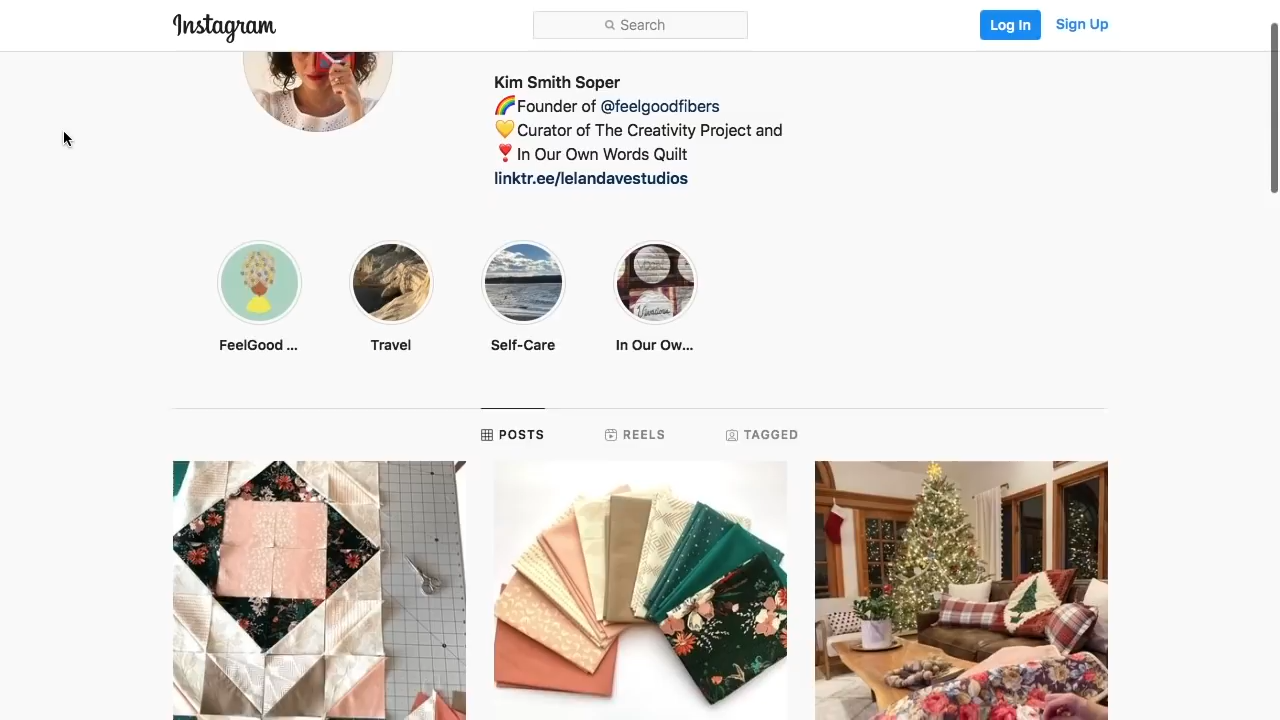 Instagram
Search
Log In
Sign Up
Kim Smith Soper
🌈Founder of @feelgoodfibers
💛Curator of The Creativity Project and
❣️In Our Own Words Quilt
linktr.ee/lelandavestudios
FeelGood ...
Travel
Self-Care
In Our Ow...
POSTS
REELS
TAGGED